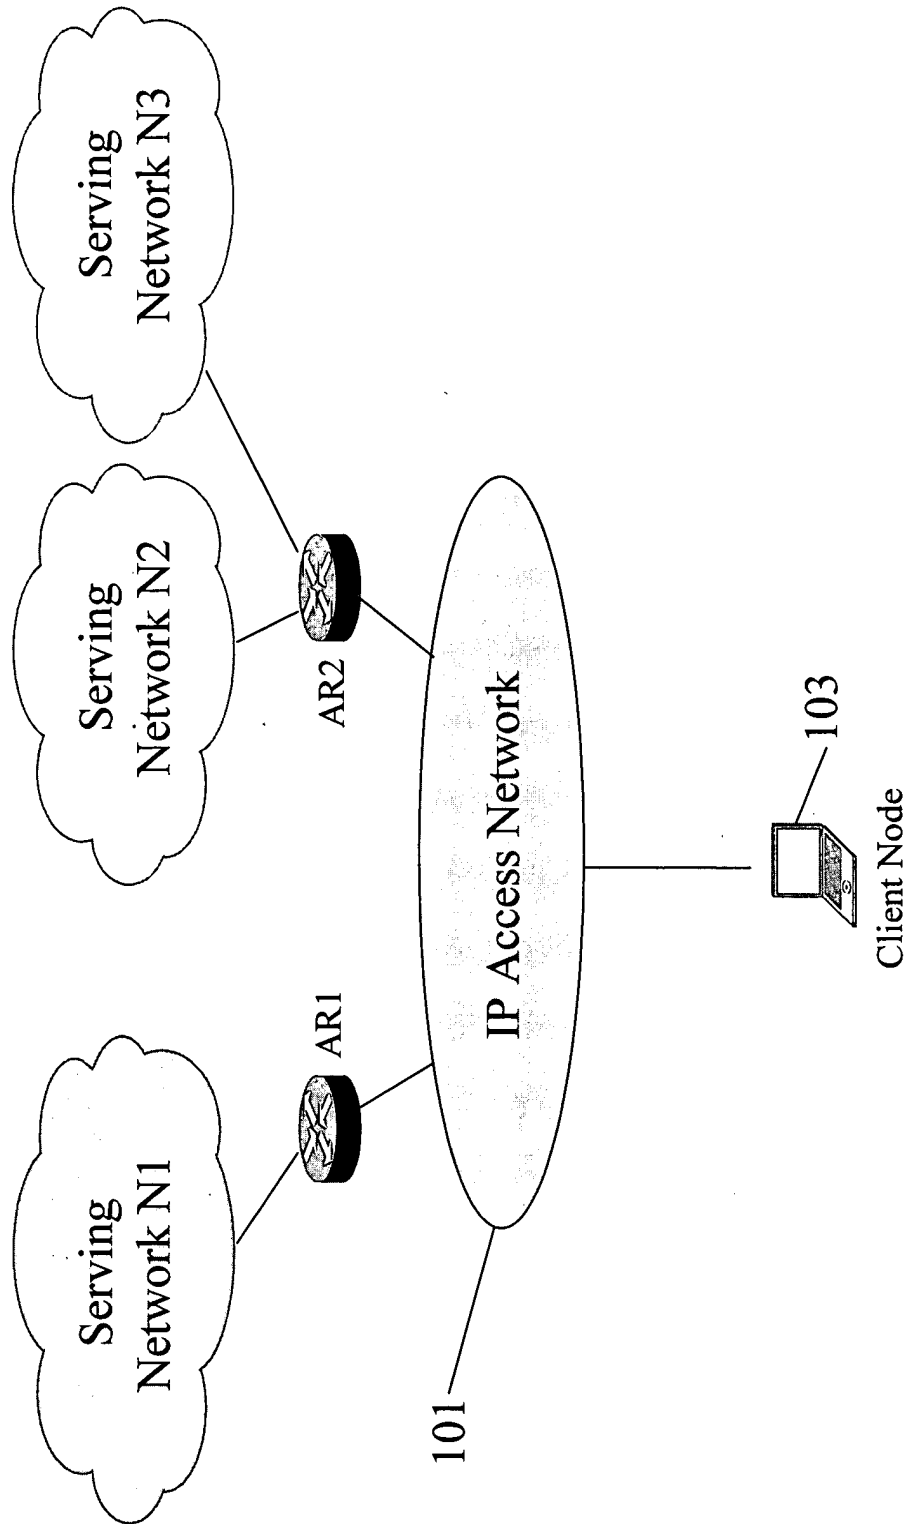 Serving
Network N1
Serving
Network N2
Serving
Network N3
AR1
AR2
101
IP Access Network
103
Client Node